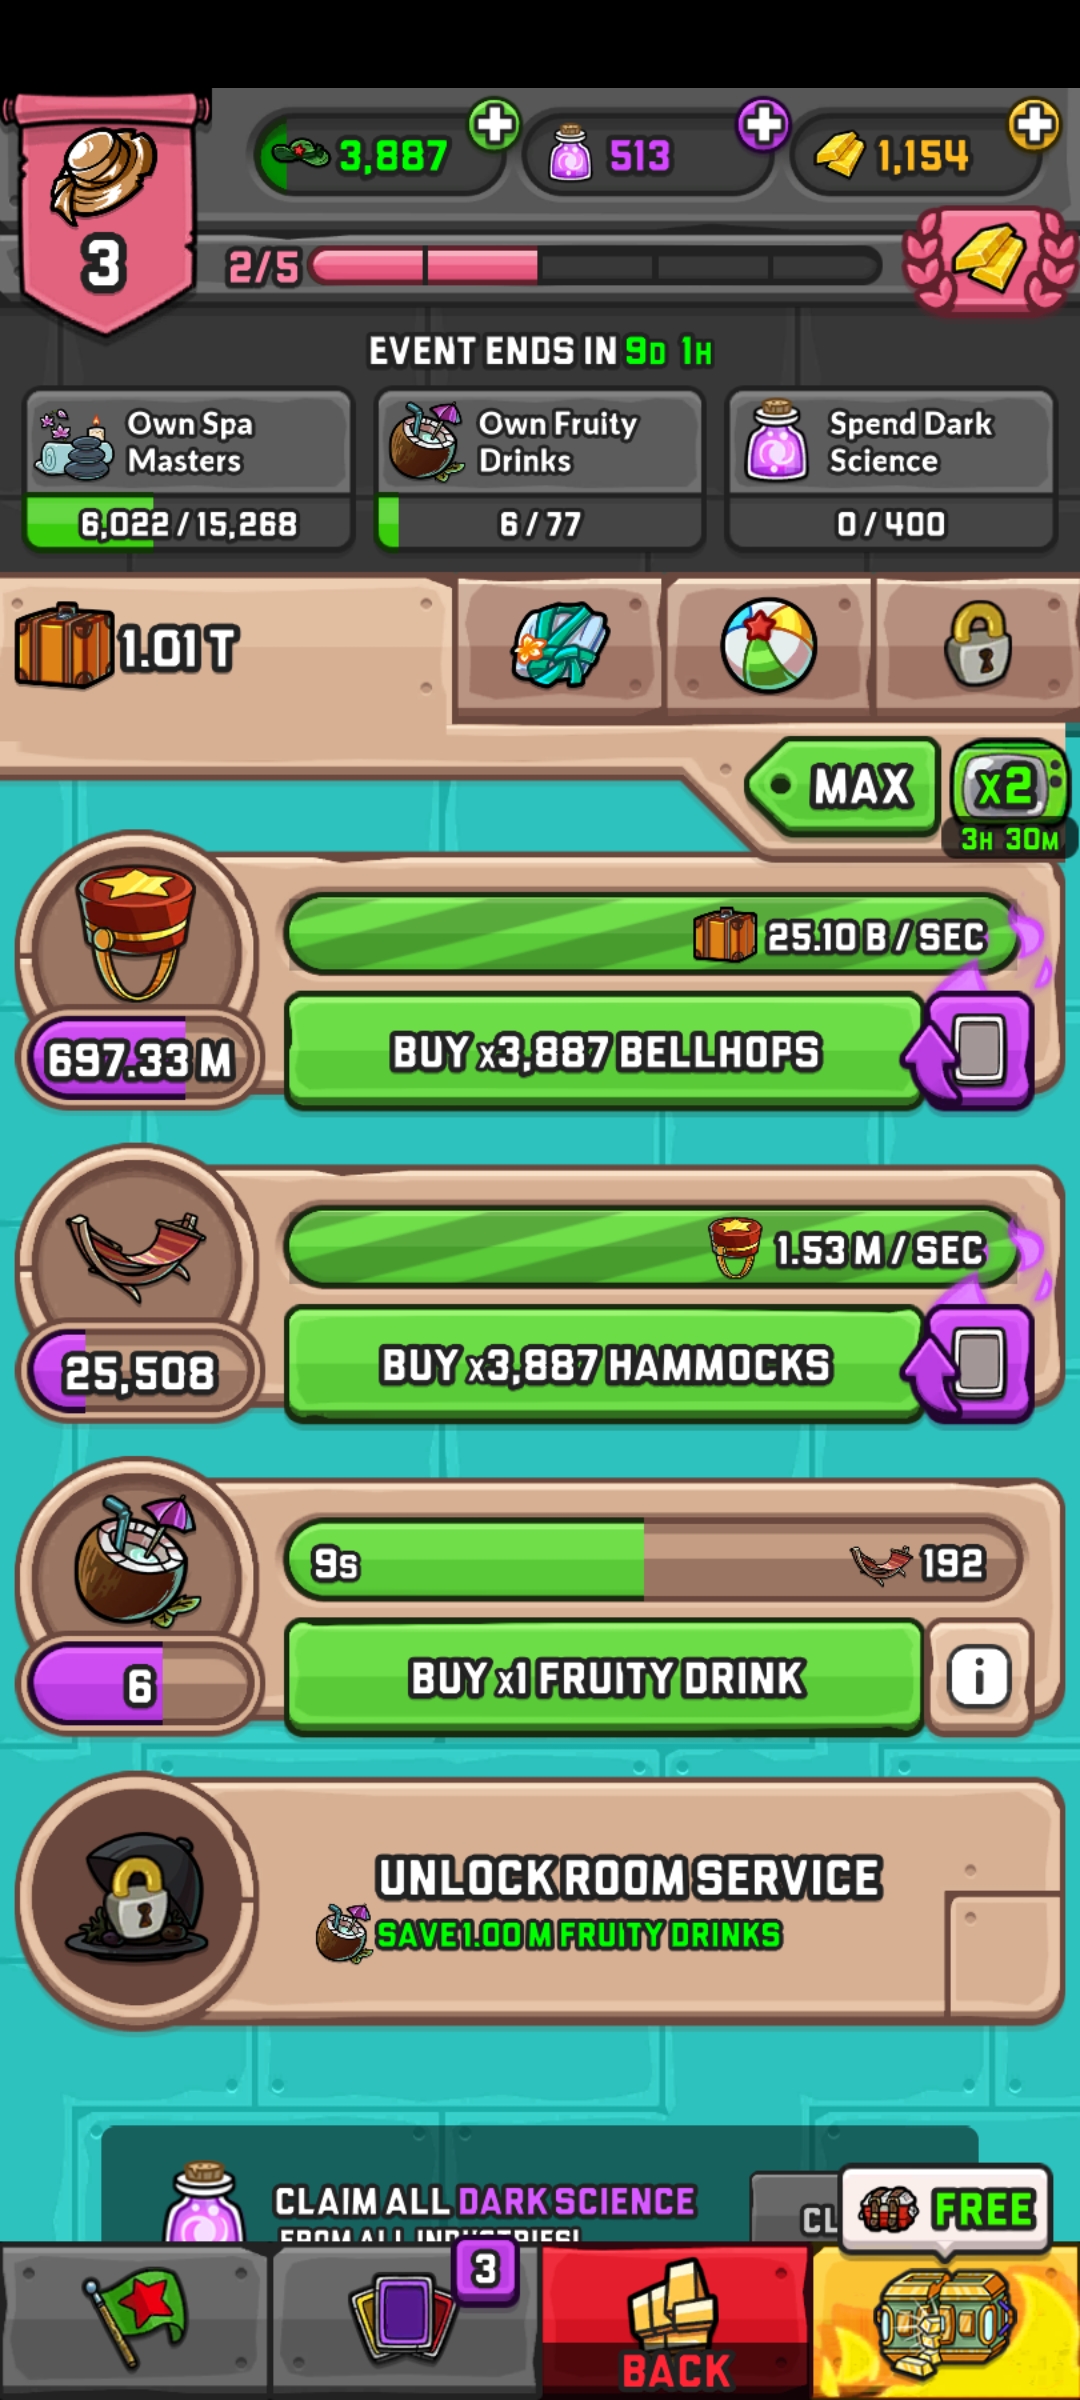 3,887
513
1,154
3
2/5
EVENT ENDS IN 9D 1H
Own Spa
Masters
6,022/15,268
Own Fruity
Drinks
6/77
Spend Dark
Science
0/400
1.01 T
MAX
x2
3H 30M
25.10 B / SEC
697.33 M
BUY x3,887 BELLHOPS
1.53 M / SEC
25,508
BUY x3,887 HAMMOCKS
9s
192
6
BUY x1 FRUITY DRINK
i
UNLOCK ROOM SERVICE
SAVE 1.00 M FRUITY DRINKS
CLAIM ALL DARK SCIENCE
FROM ALL INDUSTRIES!
CL
FREE
3
BACK